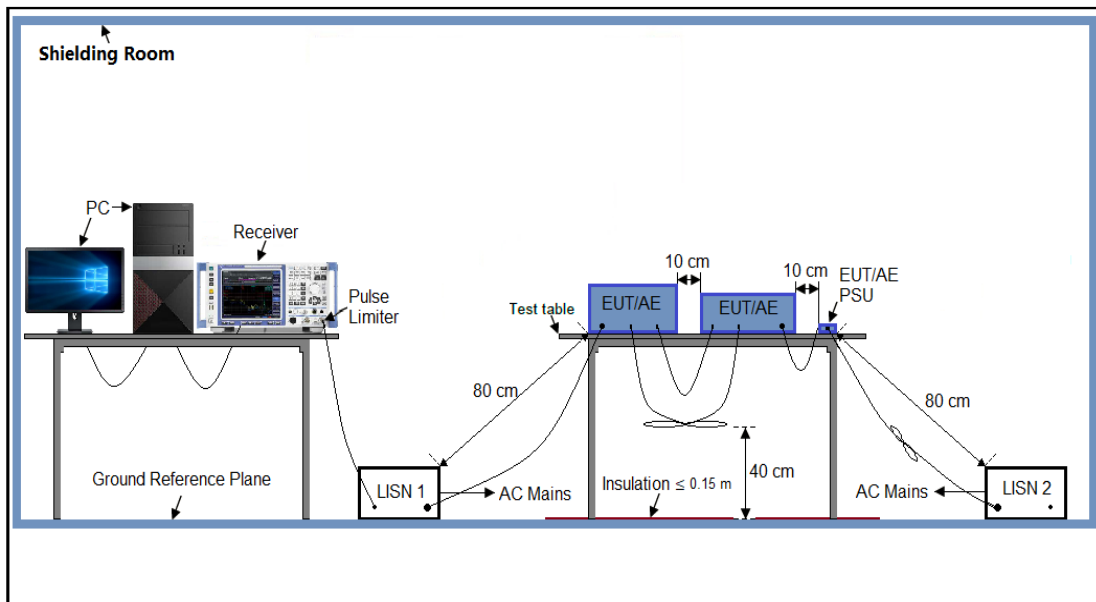 Shielding Room
PC
Receiver
Pulse
Limiter
Test table
10 cm
10 cm
EUT/AE
PSU
EUT/AE
EUT/AE
80 cm
80 cm
40 cm
Ground Reference Plane
LISN 1
AC Mains
Insulation ≤ 0.15 m
AC Mains
LISN 2